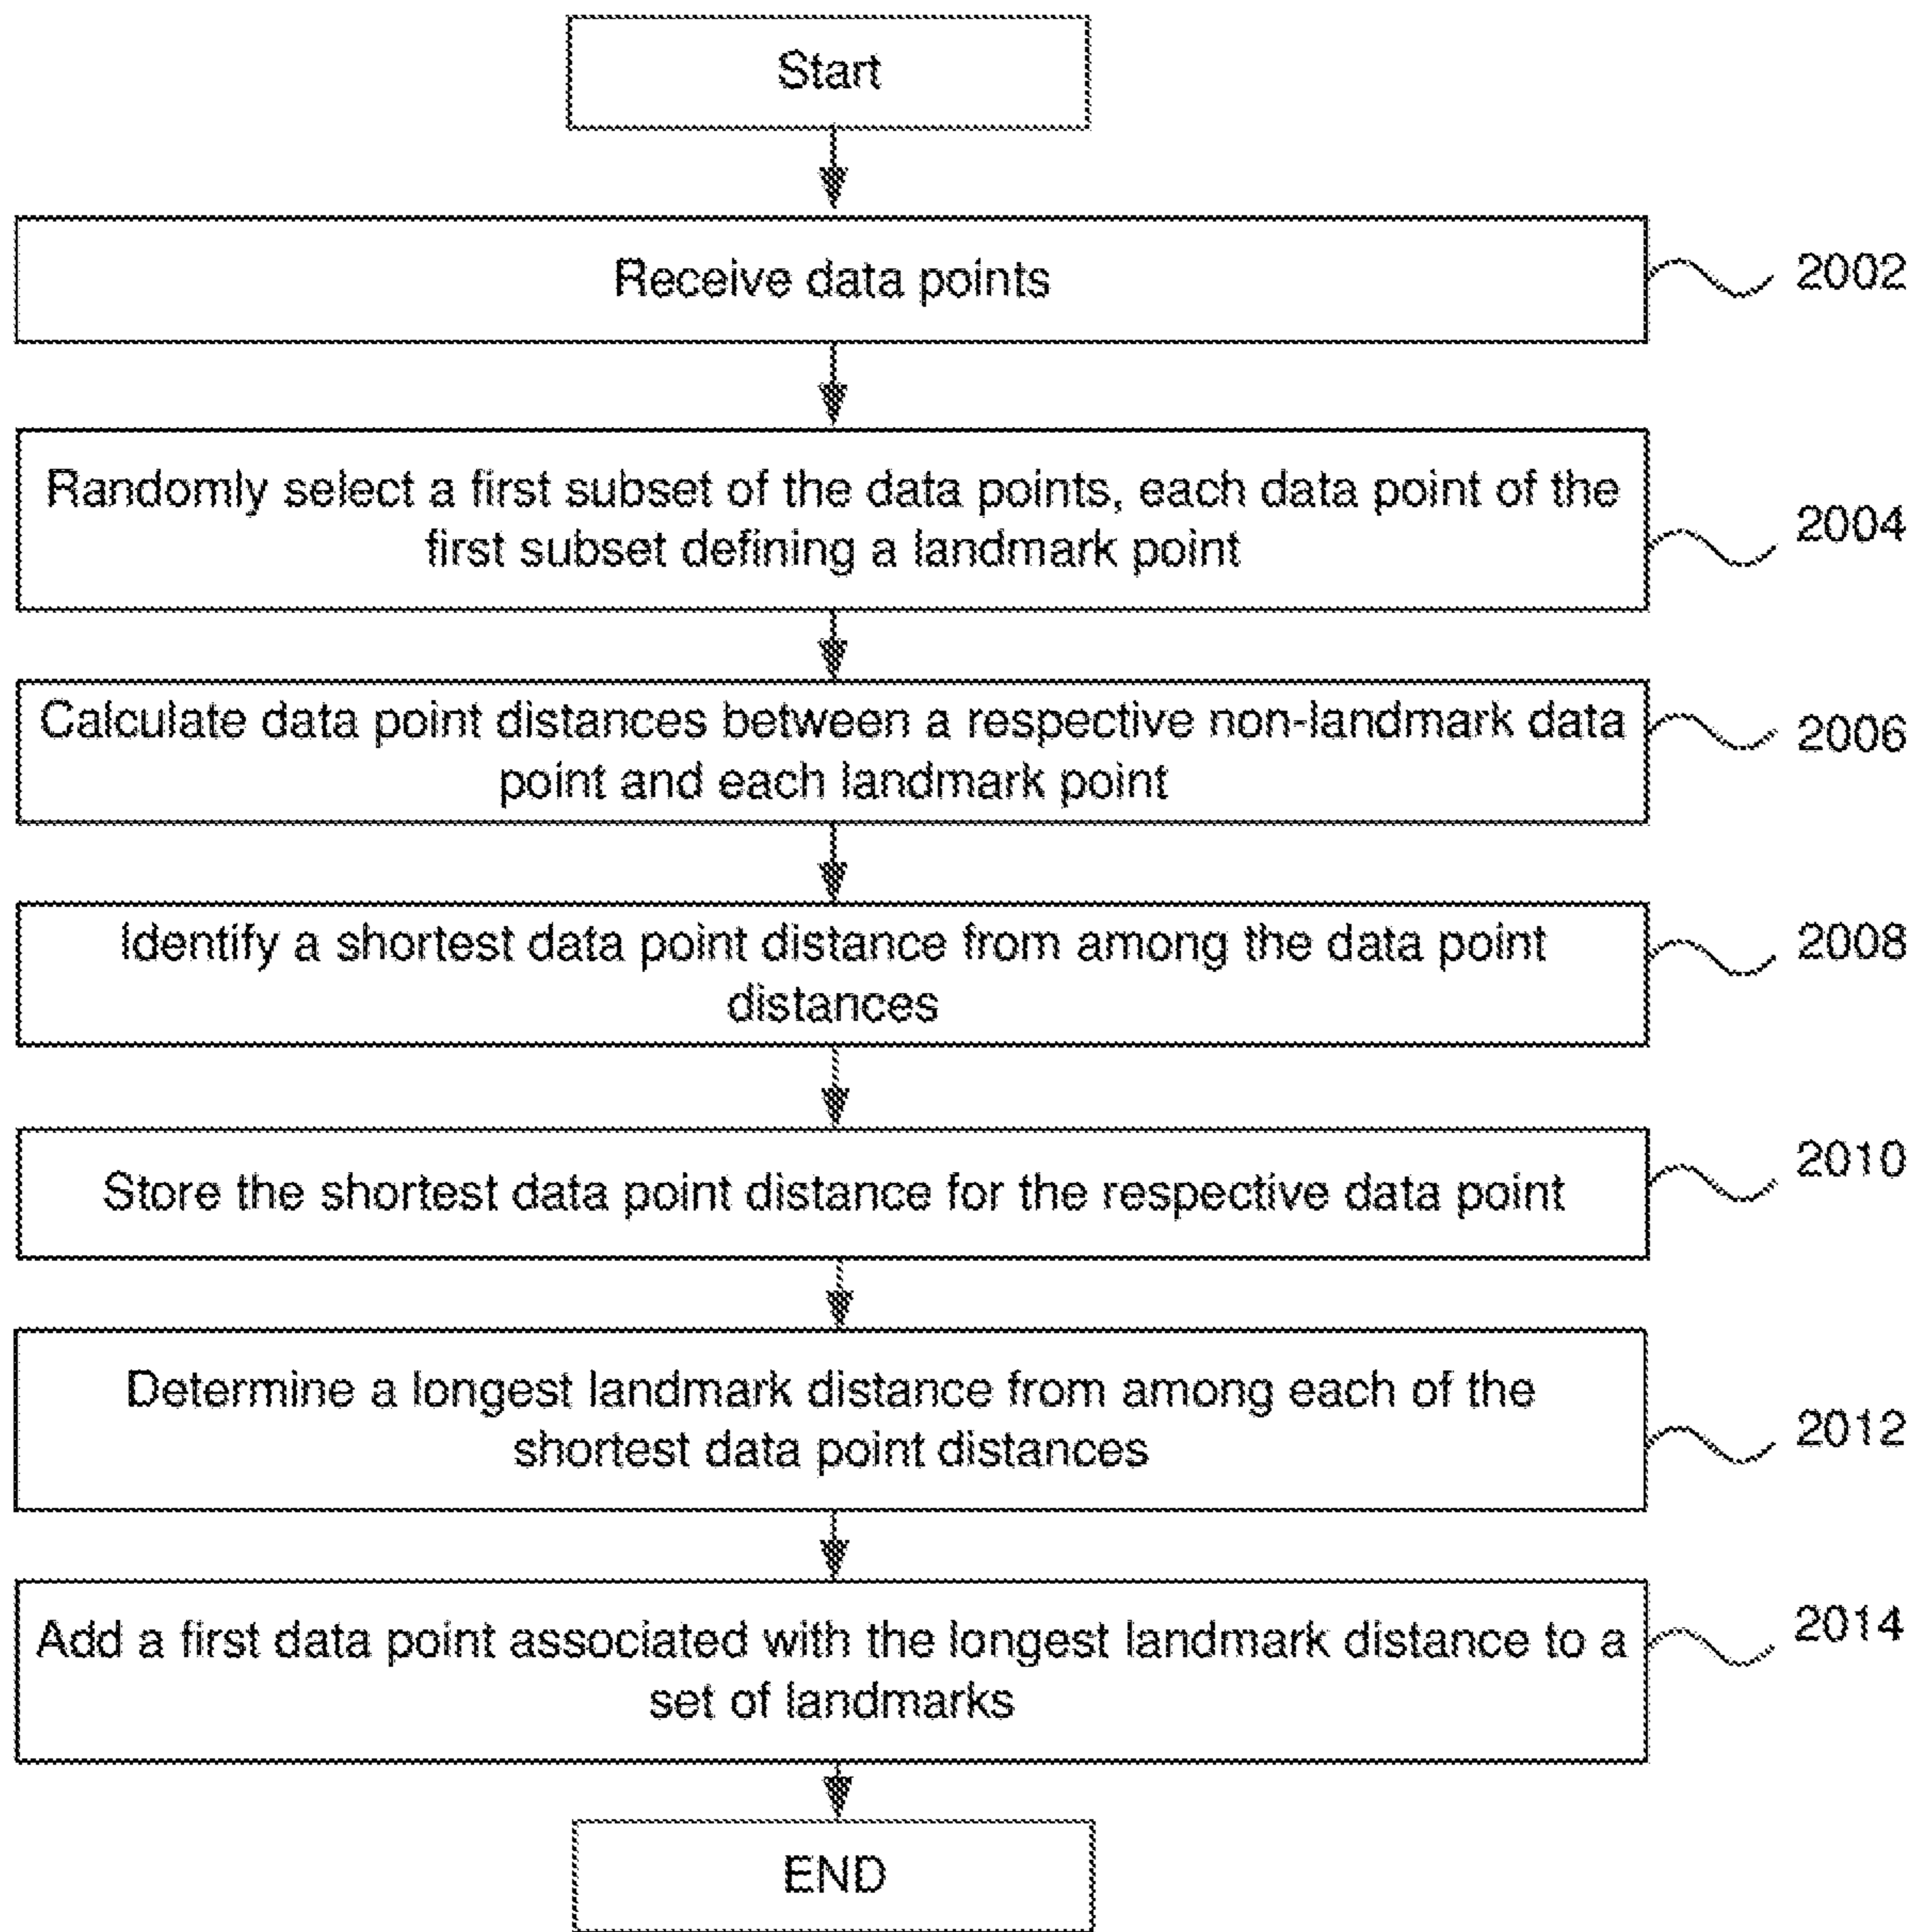 Start
Receive data points
2002
Randomly select a first subset of the data points, each data point of the
first subset defining a landmark point
2004
Calculate data point distances between a respective non-landmark data
point and each landmark point
2006
Identify a shortest data point distance from among the data point
distances
2008
Store the shortest data point distance for the respective data point
2010
Determine a longest landmark distance from among each of the
shortest data point distances
2012
Add a first data point associated with the longest landmark distance to a
set of landmarks
2014
END